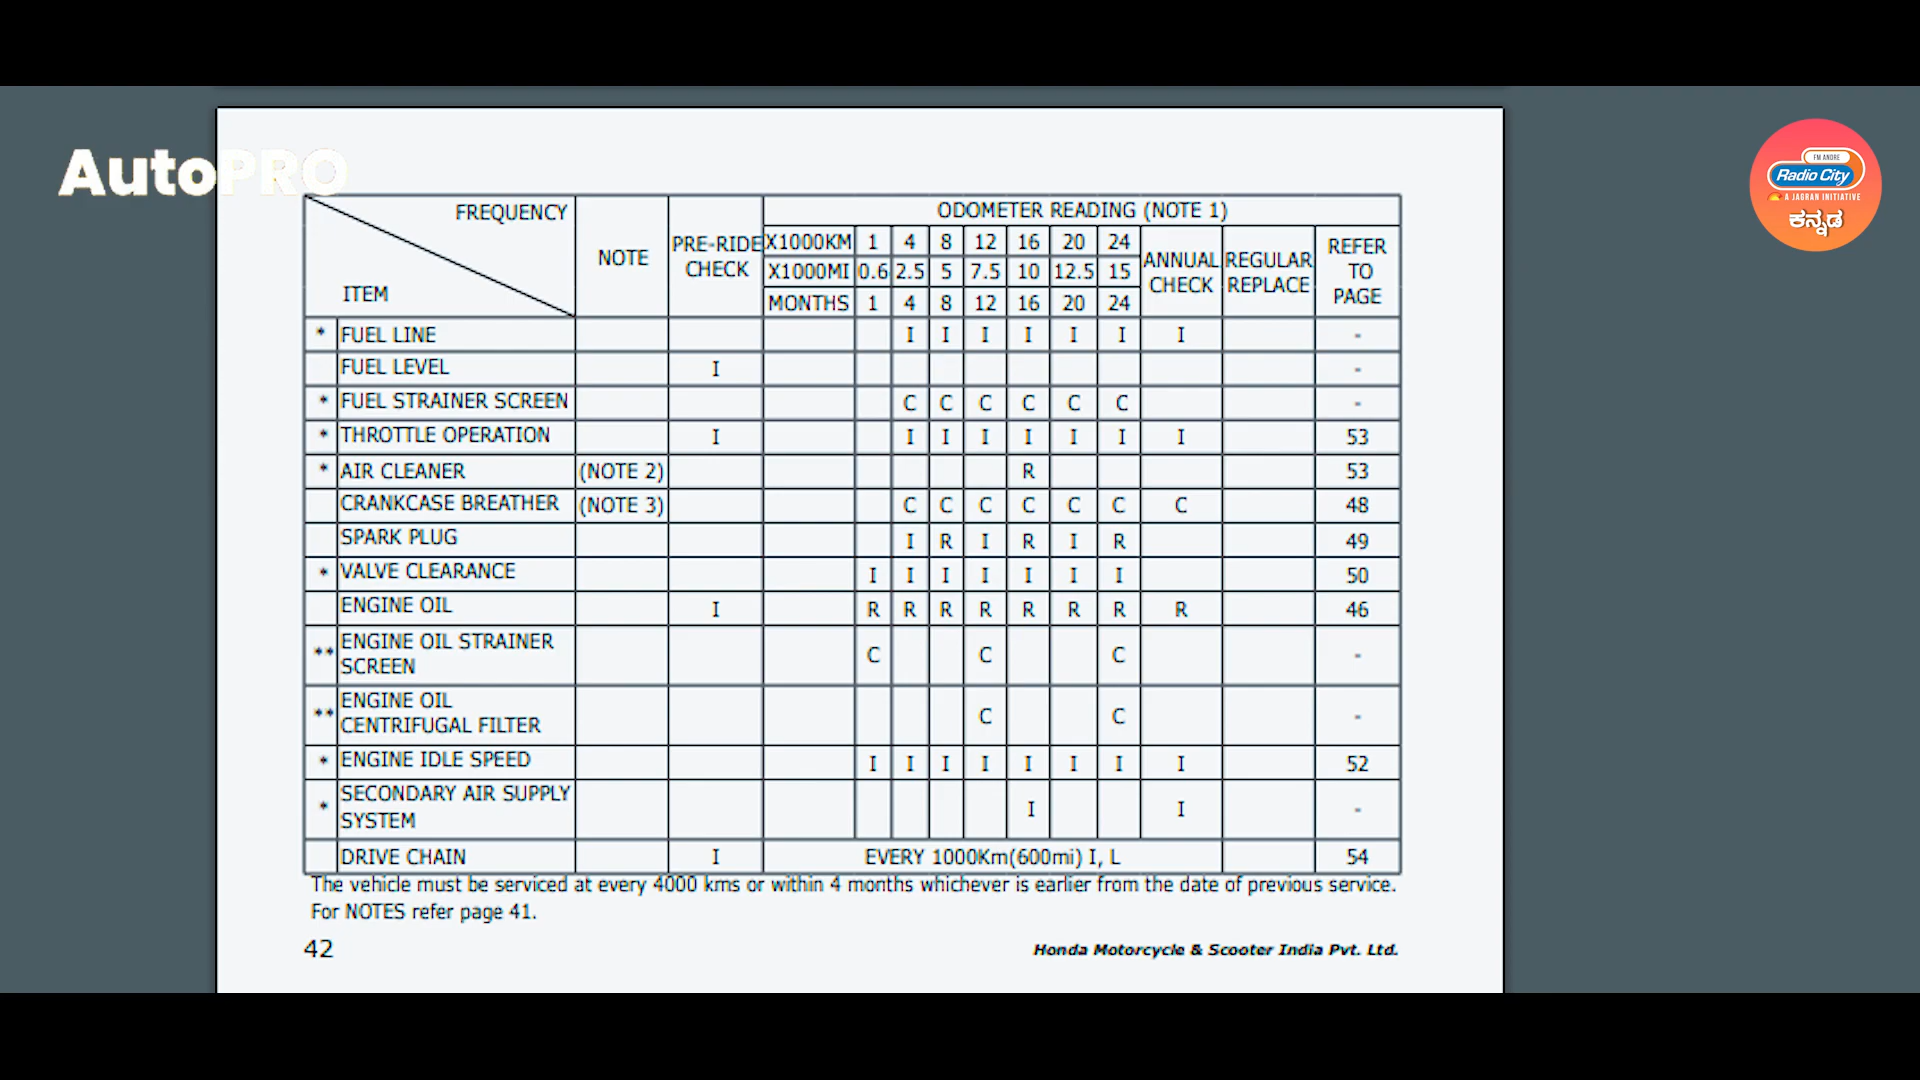 AutoPRO
FM ANDRE
Radio City
A JAGRAN INITIATIVE
ಕನ್ನಡ
FREQUENCY
ITEM
NOTE
PRE-RIDE
CHECK
ODOMETER READING (NOTE 1)
X1000KM 1 4 8 12 16 20 24
X1000MI 0.6 2.5 5 7.5 10 12.5 15
MONTHS 1 4 8 12 16 20 24
ANNUAL
CHECK
REGULAR
REPLACE
REFER
TO
PAGE
* FUEL LINE I I I I I I I -
FUEL LEVEL I -
* FUEL STRAINER SCREEN C C C C C C -
* THROTTLE OPERATION I I I I I I I I 53
* AIR CLEANER (NOTE 2) R 53
CRANKCASE BREATHER (NOTE 3) C C C C C C C 48
SPARK PLUG I R I R I R 49
* VALVE CLEARANCE I I I I I I I 50
ENGINE OIL I R R R R R R R R 46
** ENGINE OIL STRAINER
SCREEN C C C -
** ENGINE OIL
CENTRIFUGAL FILTER C C -
* ENGINE IDLE SPEED I I I I I I I I 52
* SECONDARY AIR SUPPLY
SYSTEM I I -
DRIVE CHAIN I EVERY 1000Km(600mi) I, L 54
The vehicle must be serviced at every 4000 kms or within 4 months whichever is earlier from the date of previous service.
For NOTES refer page 41.
42
Honda Motorcycle & Scooter India Pvt. Ltd.